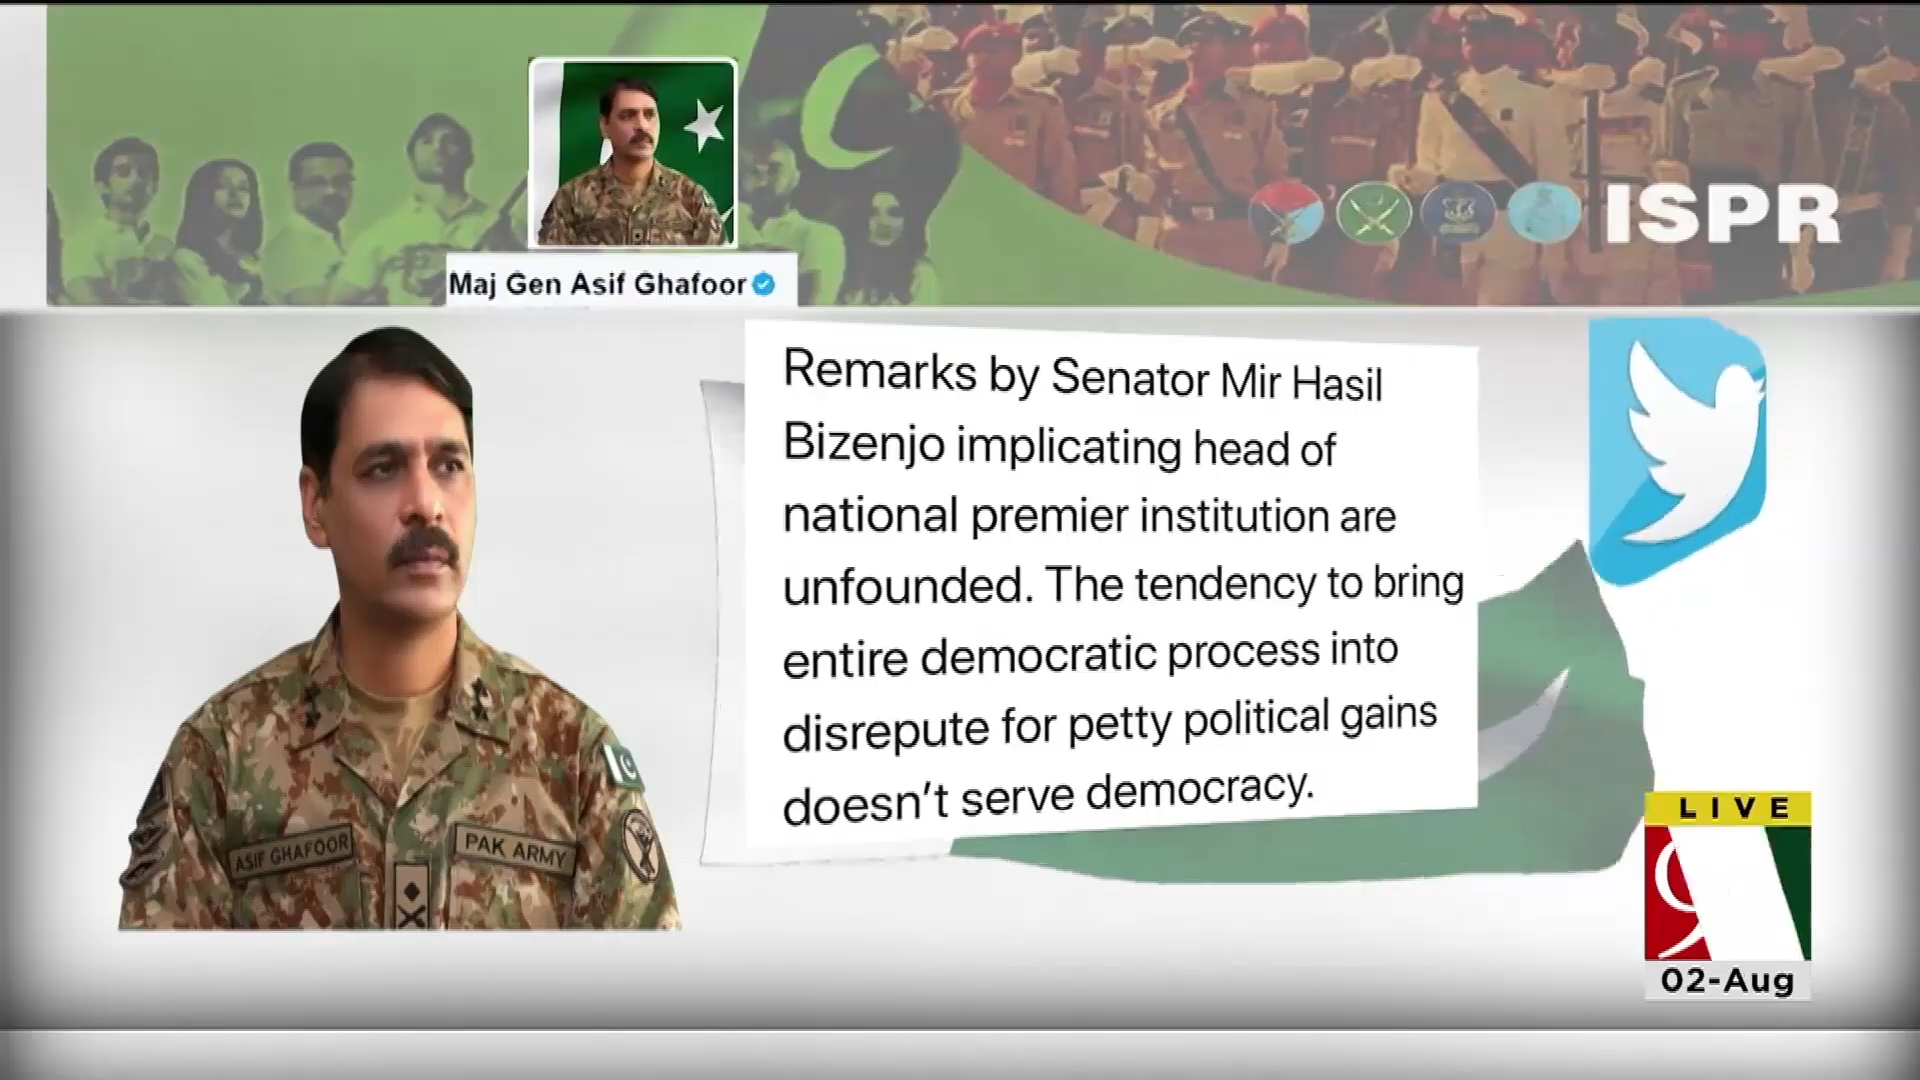 ISPR
Maj Gen Asif Ghafoor
Remarks by Senator Mir Hasil
Bizenjo implicating head of
national premier institution are
unfounded. The tendency to bring
entire democratic process into
disrepute for petty political gains
doesn't serve democracy.
ASIF GHAFOOR
PAK ARMY
LIVE
02-Aug